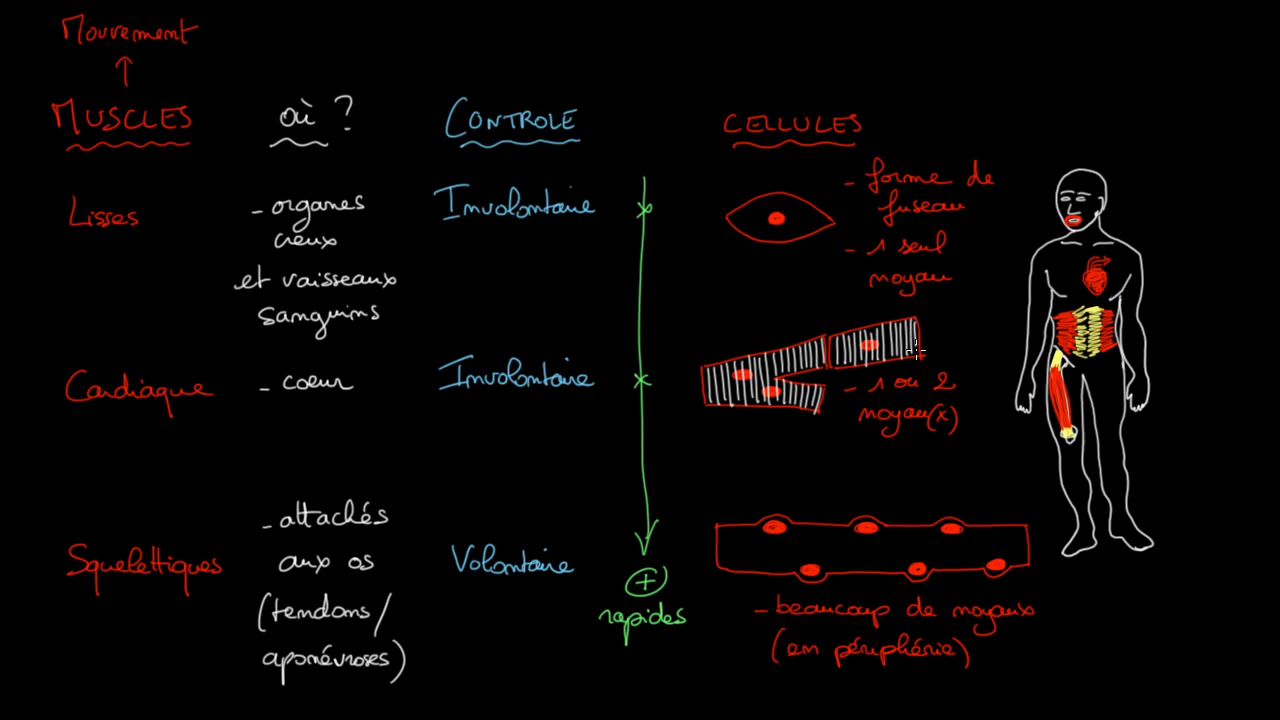 Mouvement
↑
MUSCLES
où ?
CONTROLE
CELLULES
Lisses
- organes
creux
et vaisseaux
sanguins
Involontaire
- forme de
fuseau
- 1 seul
noyau
Cardiaque
- coeur
Involontaire
- 1 ou 2
noyau(x)
Squelettiques
- attachés
aux os
(tendons/
aponévroses)
Volontaire
+
rapides
- beaucoup de noyaux
(en périphérie)